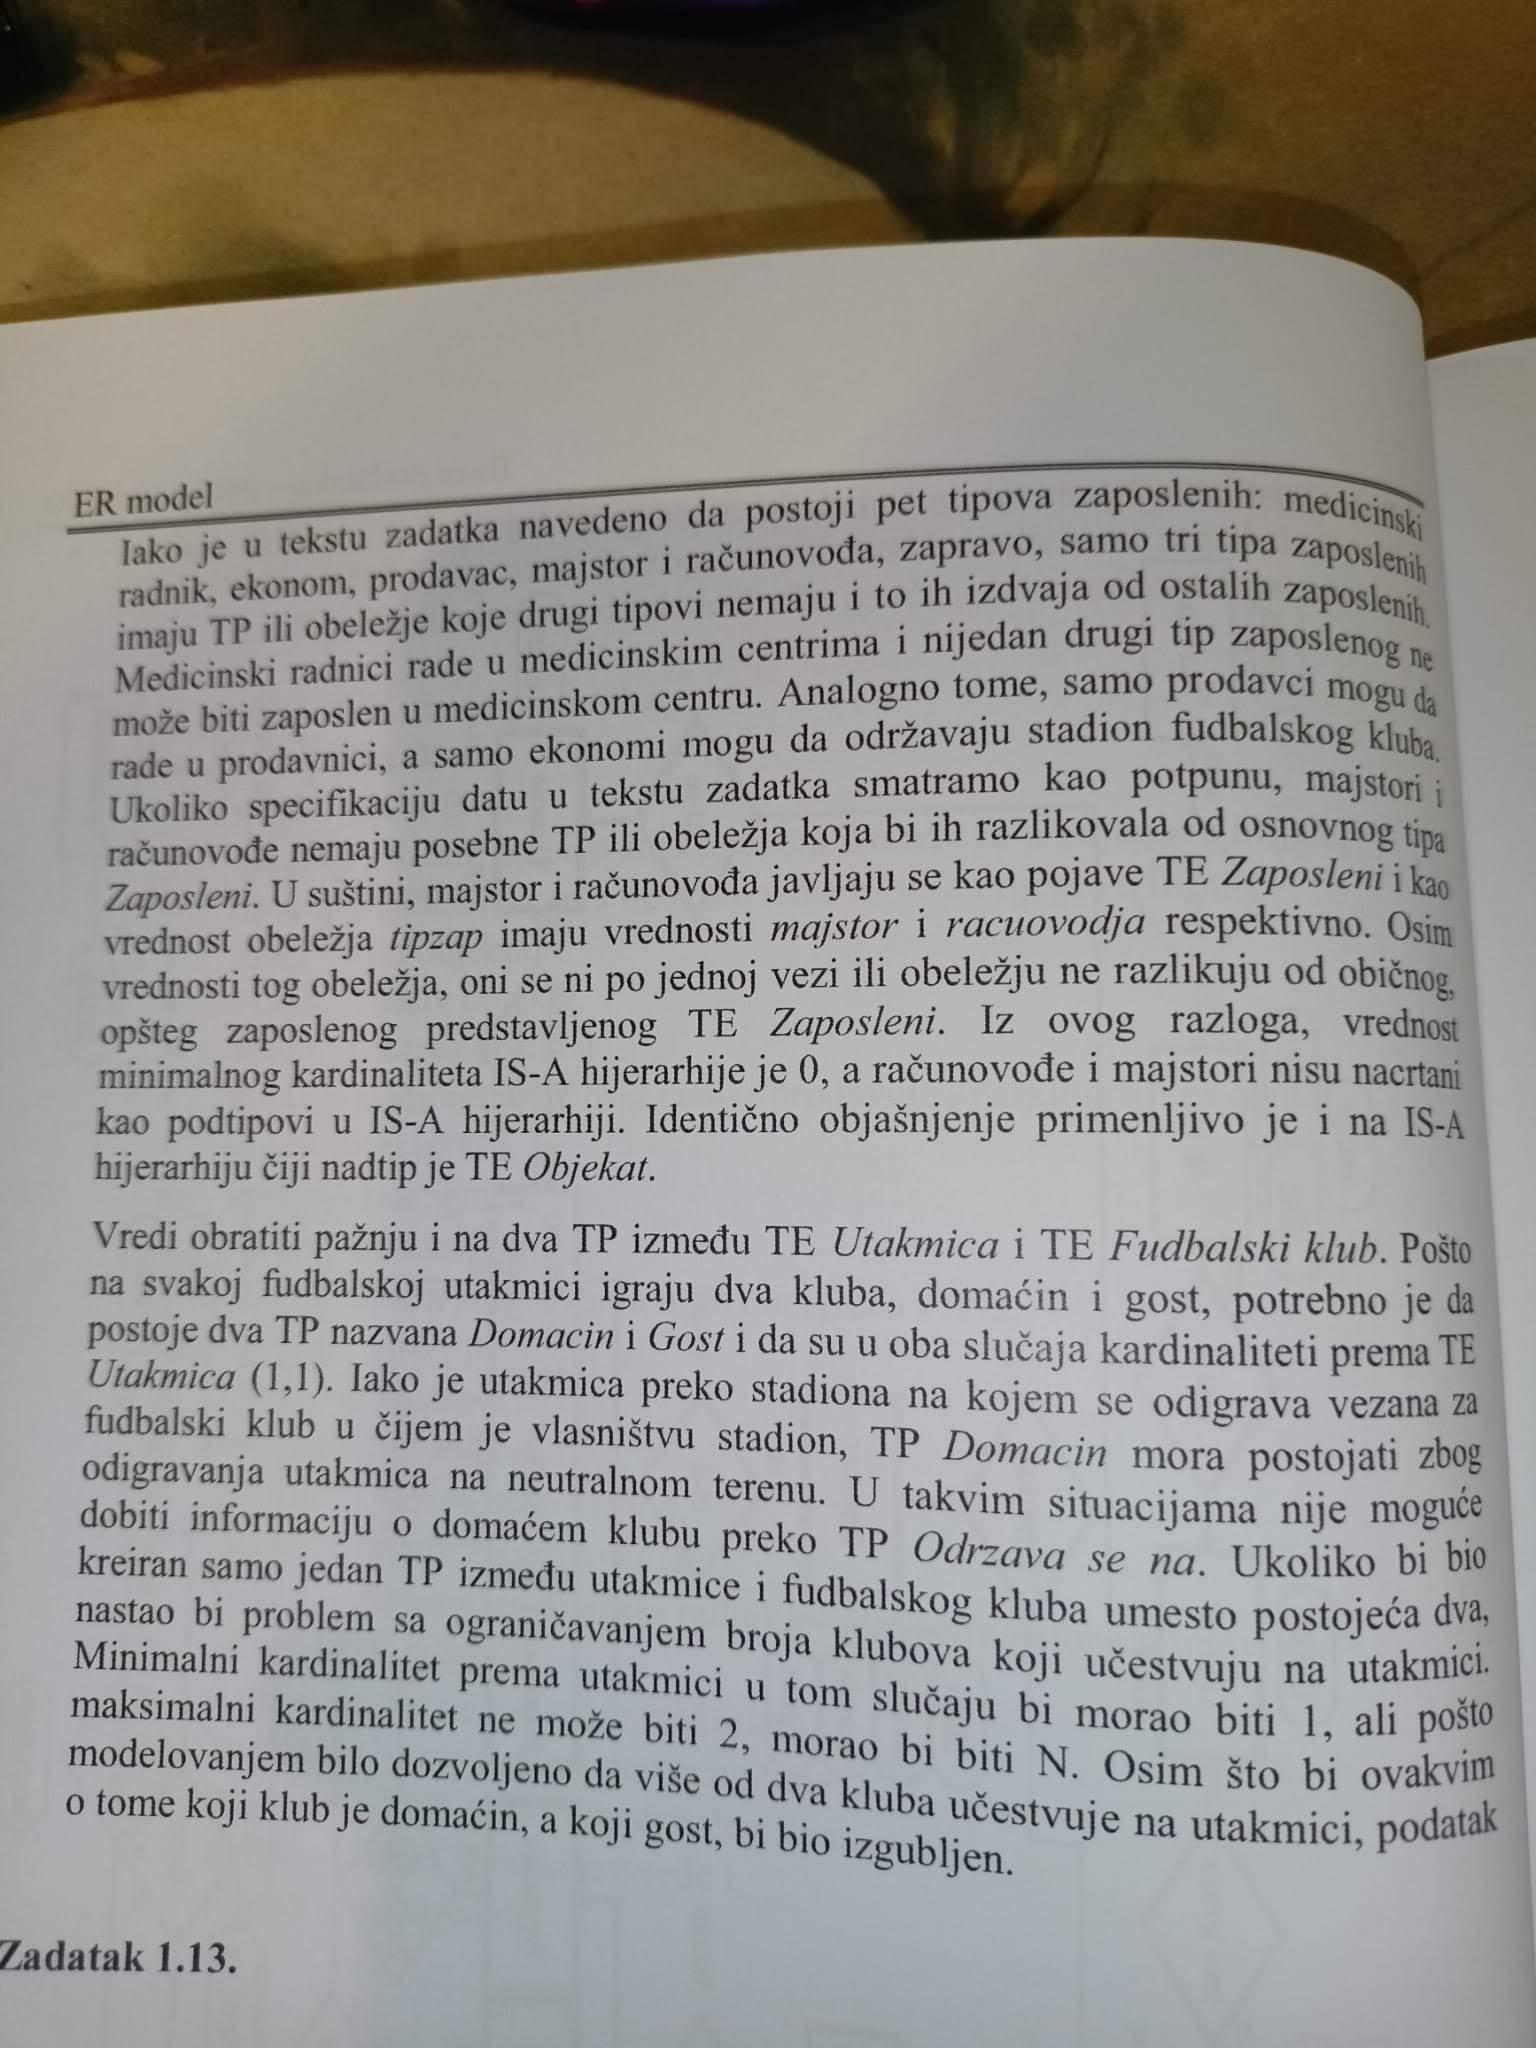 ER model
Iako je u tekstu zadatka navedeno da postoji pet tipova zaposlenih: medicinski
radnik, ekonom, prodavac, majstor i računovođa, zapravo, samo tri tipa zaposlenih
imaju TP ili obeležje koje drugi tipovi nemaju i to ih izdvaja od ostalih zaposlenih.
Medicinski radnici rade u medicinskim centrima i nijedan drugi tip zaposlenog ne
može biti zaposlen u medicinskom centru. Analogno tome, samo prodavci mogu da
rade u prodavnici, a samo ekonomi mogu da održavaju stadion fudbalskog kluba.
Ukoliko specifikaciju datu u tekstu zadatka smatramo kao potpunu, majstori i
računovođe nemaju posebne TP ili obeležja koja bi ih razlikovala od osnovnog tipa
Zaposleni. U suštini, majstor i računovođa javljaju se kao pojave TE Zaposleni i kao
vrednost obeležja tipzap imaju vrednosti majstor i racuovodja respektivno. Osim
vrednosti tog obeležja, oni se ni po jednoj vezi ili obeležju ne razlikuju od običnog,
opšteg zaposlenog predstavljenog TE Zaposleni. Iz ovog razloga, vrednost
minimalnog kardinaliteta IS-A hijerarhije je 0, a računovođe i majstori nisu nacrtani
kao podtipovi u IS-A hijerarhiji. Identično objašnjenje primenljivo je i na IS-A
hijerarhiju čiji nadtip je TE Objekat.
Vredi obratiti pažnju i na dva TP između TE Utakmica i TE Fudbalski klub. Pošto
na svakoj fudbalskoj utakmici igraju dva kluba, domaćin i gost, potrebno je da
postoje dva TP nazvana Domacin i Gost i da su u oba slučaja kardinaliteti prema TE
Utakmica (1,1). Iako je utakmica preko stadiona na kojem se odigrava vezana za
fudbalski klub u čijem je vlasništvu stadion, TP Domacin mora postojati zbog
odigravanja utakmica na neutralnom terenu. U takvim situacijama nije moguće
dobiti informaciju o domaćem klubu preko TP Odrzava se na. Ukoliko bi bio
kreiran samo jedan TP između utakmice i fudbalskog kluba umesto postojeća dva,
nastao bi problem sa ograničavanjem broja klubova koji učestvuju na utakmici.
Minimalni kardinalitet prema utakmici u tom slučaju bi morao biti 1, ali pošto
maksimalni kardinalitet ne može biti 2, morao bi biti N. Osim što bi ovakvim
modelovanjem bilo dozvoljeno da više od dva kluba učestvuje na utakmici, podatak
o tome koji klub je domaćin, a koji gost, bi bio izgubljen.
Zadatak 1.13.